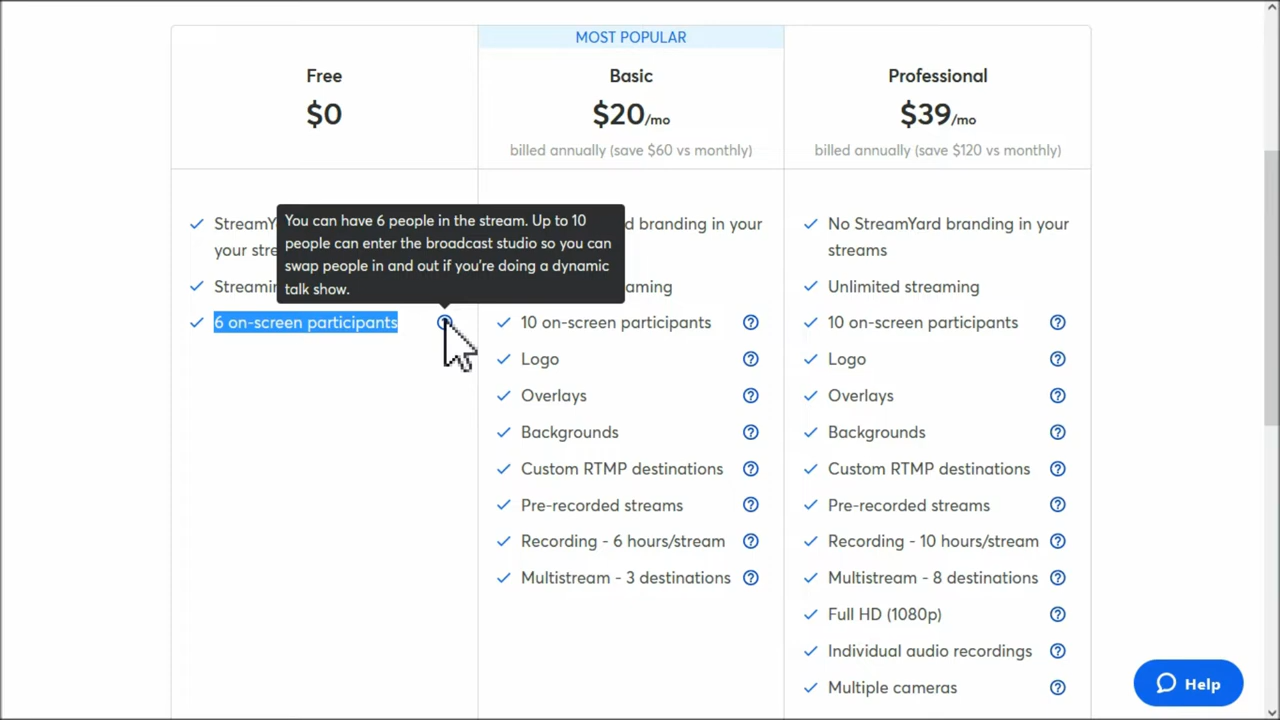 MOST POPULAR
Free
$0
Basic
$20/mo
billed annually (save $60 vs monthly)
Professional
$39/mo
billed annually (save $120 vs monthly)
You can have 6 people in the stream. Up to 10
people can enter the broadcast studio so you can
swap people in and out if you're doing a dynamic
talk show.
6 on-screen participants
d branding in your
10 on-screen participants
Logo
Overlays
Backgrounds
Custom RTMP destinations
Pre-recorded streams
Recording - 6 hours/stream
Multistream - 3 destinations
No StreamYard branding in your
streams
Unlimited streaming
10 on-screen participants
Logo
Overlays
Backgrounds
Custom RTMP destinations
Pre-recorded streams
Recording - 10 hours/stream
Multistream - 8 destinations
Full HD (1080p)
Individual audio recordings
Multiple cameras
Help